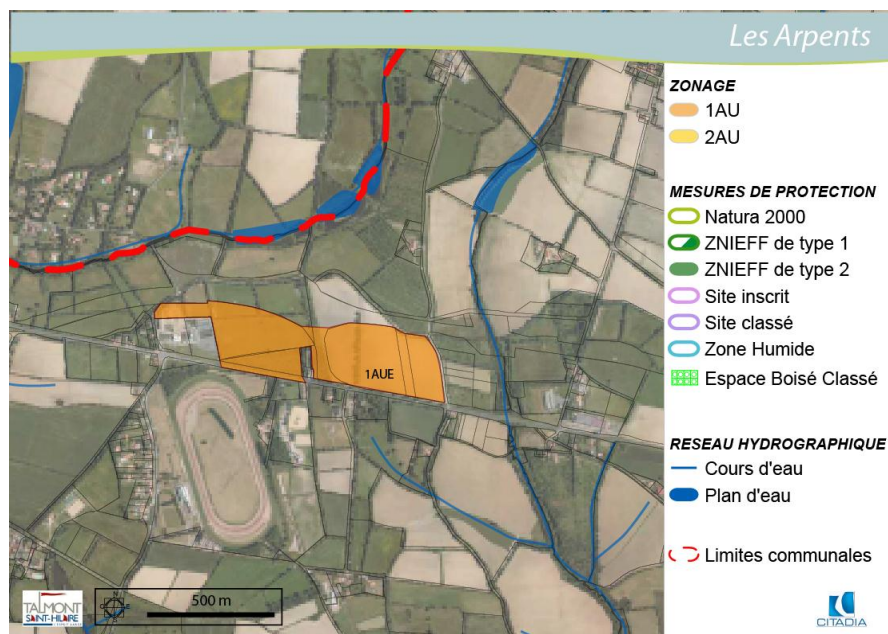 Les Arpents
ZONAGE
1AU
2AU
MESURES DE PROTECTION
Natura 2000
ZNIEFF de type 1
ZNIEFF de type 2
Site inscrit
Site classé
Zone Humide
Espace Boisé Classé
RESEAU HYDROGRAPHIQUE
Cours d'eau
Plan d'eau
Limites communales
1AUE
500 m
TALMONT
SAINT-HILAIRE
CITADIA